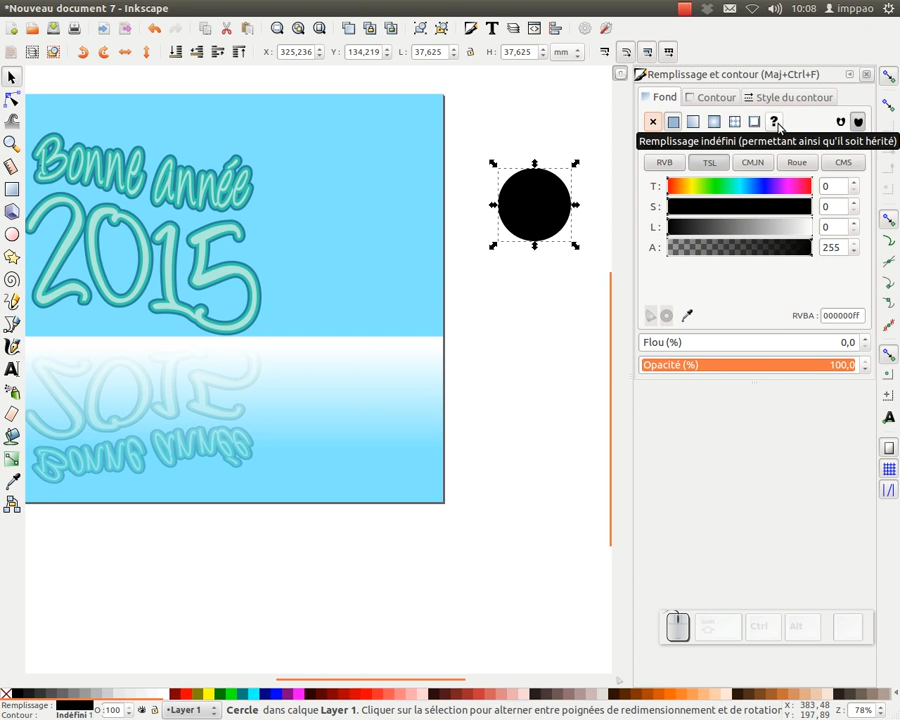 *Nouveau document 7 - Inkscape
10:08 imppao
X: 325,236 Y: 134,219 L: 37,625 H: 37,625 mm
Remplissage et contour (Maj+Ctrl+F)
Fond Contour Style du contour
?
Remplissage indéfini (permettant ainsi qu'il soit hérité)
RVB TSL CMJN Roue CMS
T: 0
S: 0
L: 0
A: 255
RVBA : 000000ff
Flou (%) 0,0
Opacité (%) 100,0
Bonne année
2015
2015
Bonne année
Ctrl Alt
Remplissage :
Contour : Indéfini 1
O: 100
•Layer 1
Cercle dans calque Layer 1. Cliquer sur la sélection pour alterner entre poignées de redimensionnement et de rotation
X: 383,48
Y: 197,89
Z: 78%